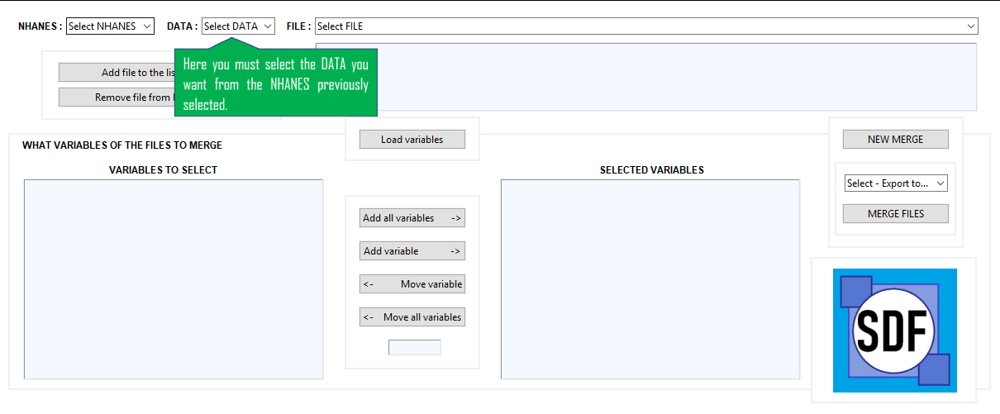 NHANES : Select NHANES DATA : Select DATA FILE : Select FILE
Here you must select the DATA you
want from the NHANES previously
selected.
Add file to the lis
Remove file from
Load variables
NEW MERGE
WHAT VARIABLES OF THE FILES TO MERGE
VARIABLES TO SELECT
SELECTED VARIABLES
Select - Export to...
MERGE FILES
Add all variables ->
Add variable ->
<- Move variable
<- Move all variables
SDF